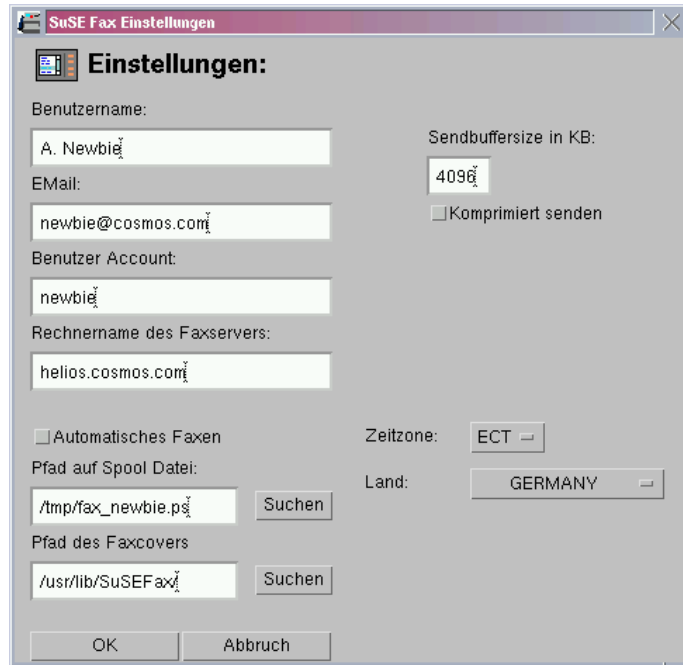 SuSE Fax Einstellungen
Einstellungen:
Benutzername:
A. Newbie
EMail:
newbie@cosmos.com
Benutzer Account:
newbie
Rechnername des Faxservers:
helios.cosmos.com
Sendbuffersize in KB:
4096
Komprimiert senden
Automatisches Faxen
Pfad auf Spool Datei:
/tmp/fax_newbie.ps
Suchen
Pfad des Faxcovers
/usr/lib/SuSEFax/
Suchen
Zeitzone:
ECT
Land:
GERMANY
OK
Abbruch